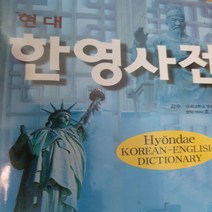 현대
한영사전
Hyŏndae
KOREAN-ENGLISH
DICTIONARY